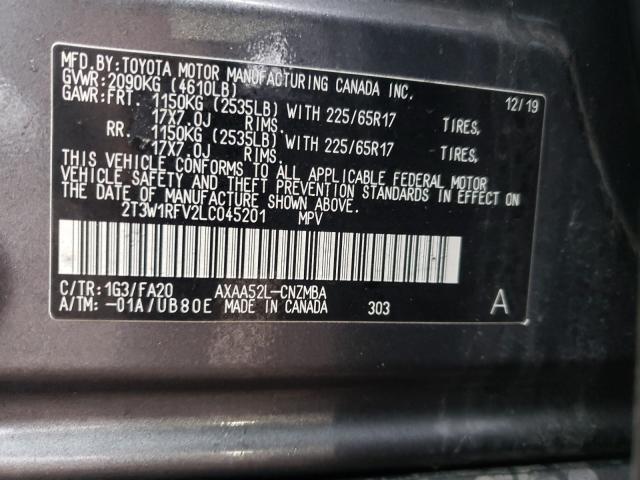 MFD.BY:TOYOTA MOTOR MANUFACTURING CANADA INC.
GVWR:2090KG (4610LB) 12/19
GAWR:FRT. 1150KG (2535LB) WITH 225/65R17 TIRES,
17X7.0J RIMS.
RR. 1150KG (2535LB) WITH 225/65R17 TIRES,
17X7.0J RIMS.
THIS VEHICLE CONFORMS TO ALL APPLICABLE FEDERAL MOTOR
VEHICLE SAFETY AND THEFT PREVENTION STANDARDS IN EFFECT ON
THE DATE OF MANUFACTURE SHOWN ABOVE.
2T3W1RFV2LC045201 MPV
C/TR:1G3/FA20 AXAA52L-CNZMBA
A/TM:-01A/UB80E MADE IN CANADA 303 A